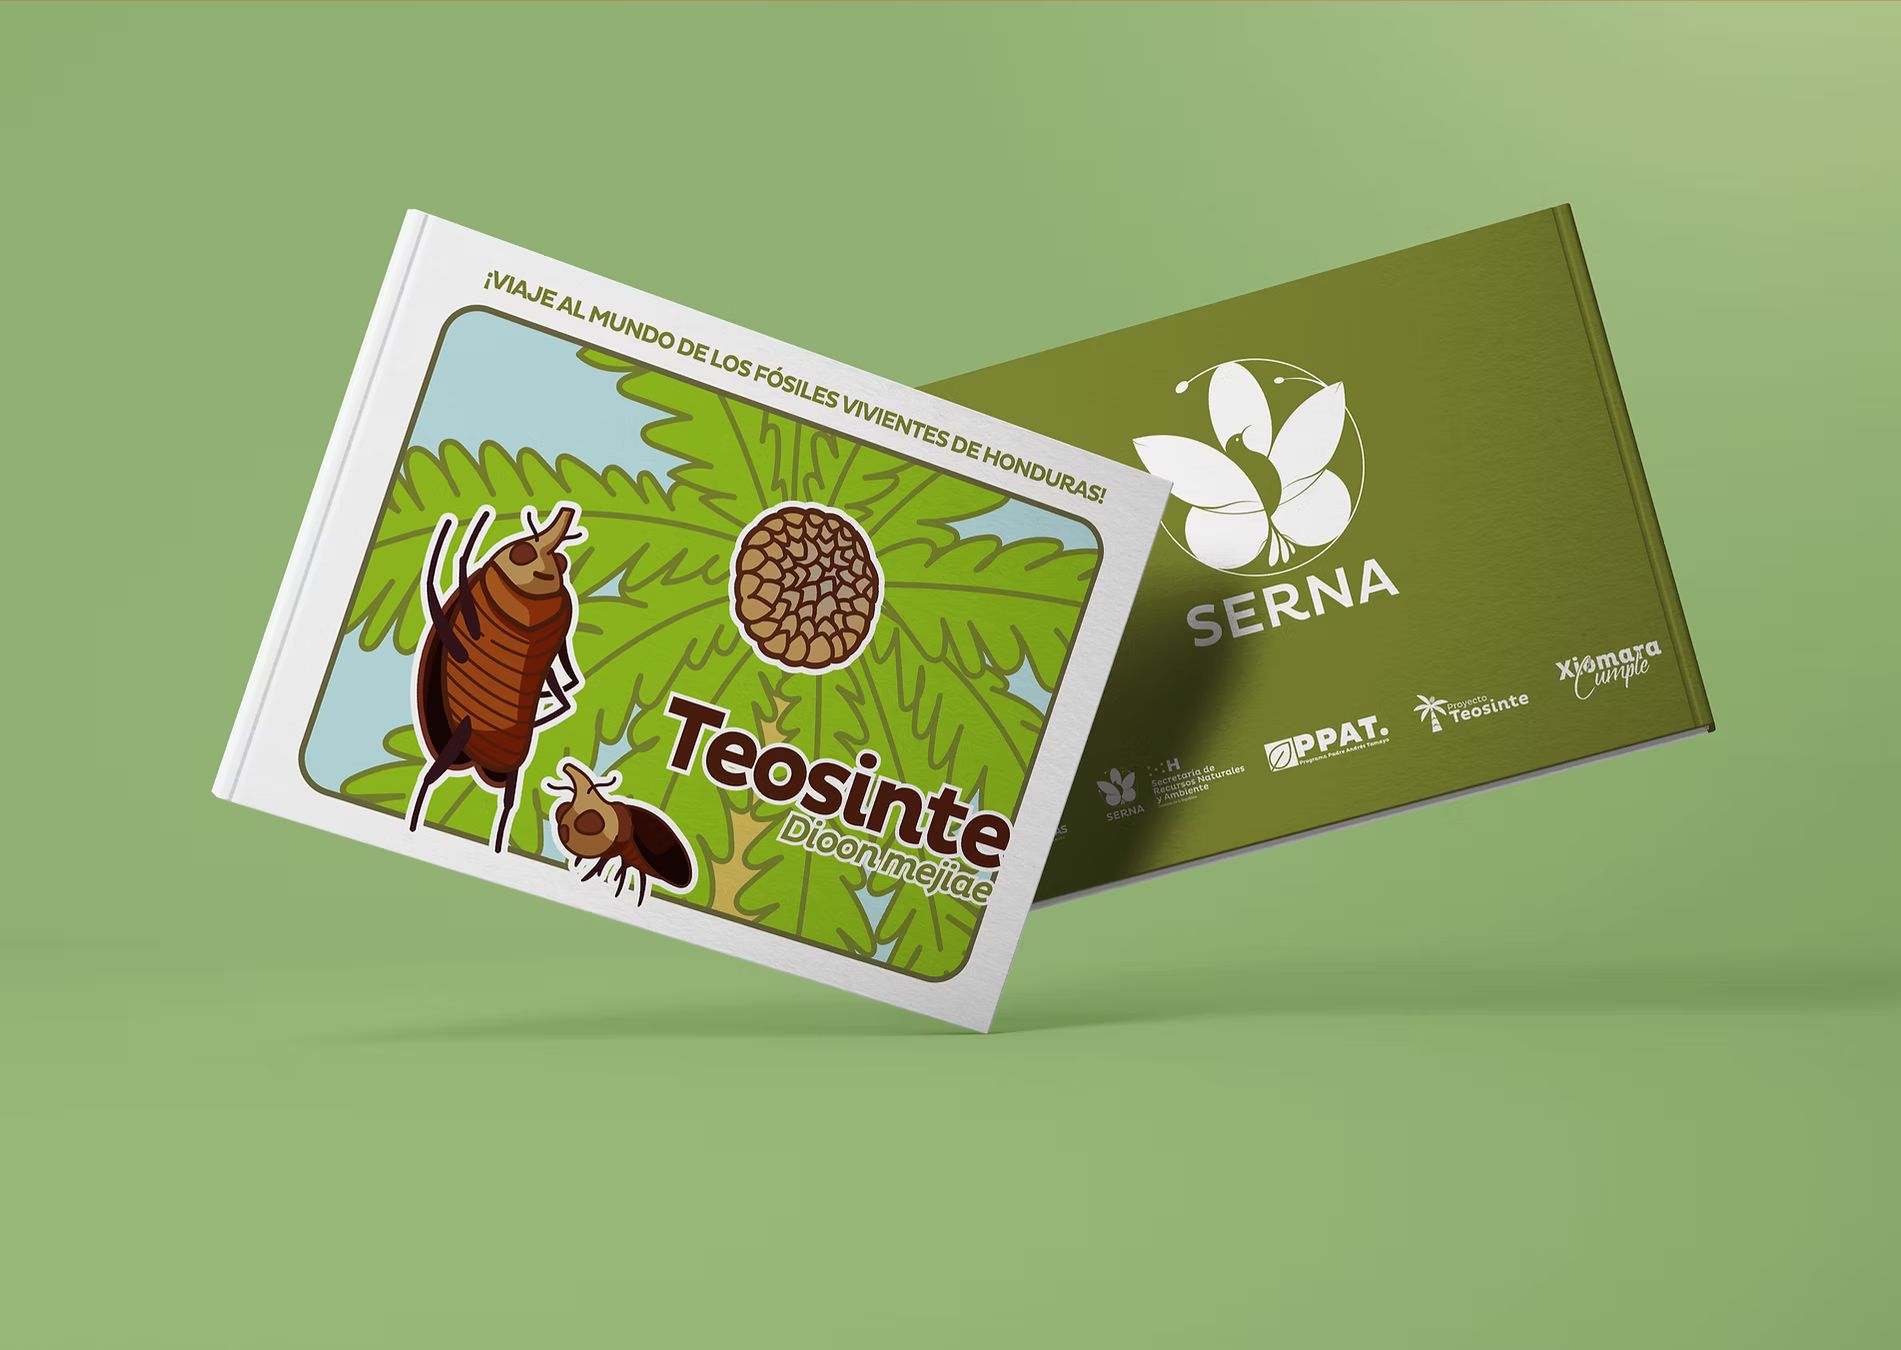 ¡VIAJE AL MUNDO DE LOS FÓSILES VIVIENTES DE HONDURAS!
Teosinte
Dioon mejiae
SERNA
SERNA
H
Secretaría de
Recursos Naturales
y Ambiente
PPAT.
Programa Padre Andrés Tamayo
Proyecto
Teosinte
Xiomara
Cumple